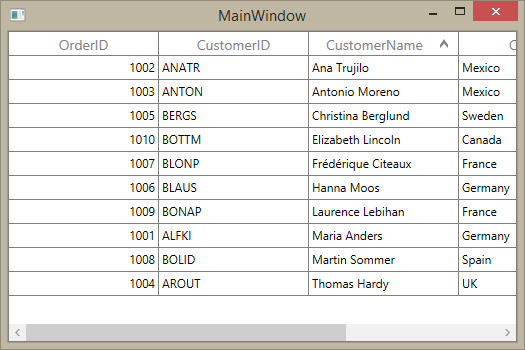 MainWindow
OrderID CustomerID CustomerName C
1002 ANATR Ana Trujilo Mexico
1003 ANTON Antonio Moreno Mexico
1005 BERGS Christina Berglund Sweden
1010 BOTTM Elizabeth Lincoln Canada
1007 BLONP Frédérique Citeaux France
1006 BLAUS Hanna Moos Germany
1009 BONAP Laurence Lebihan France
1001 ALFKI Maria Anders Germany
1008 BOLID Martin Sommer Spain
1004 AROUT Thomas Hardy UK